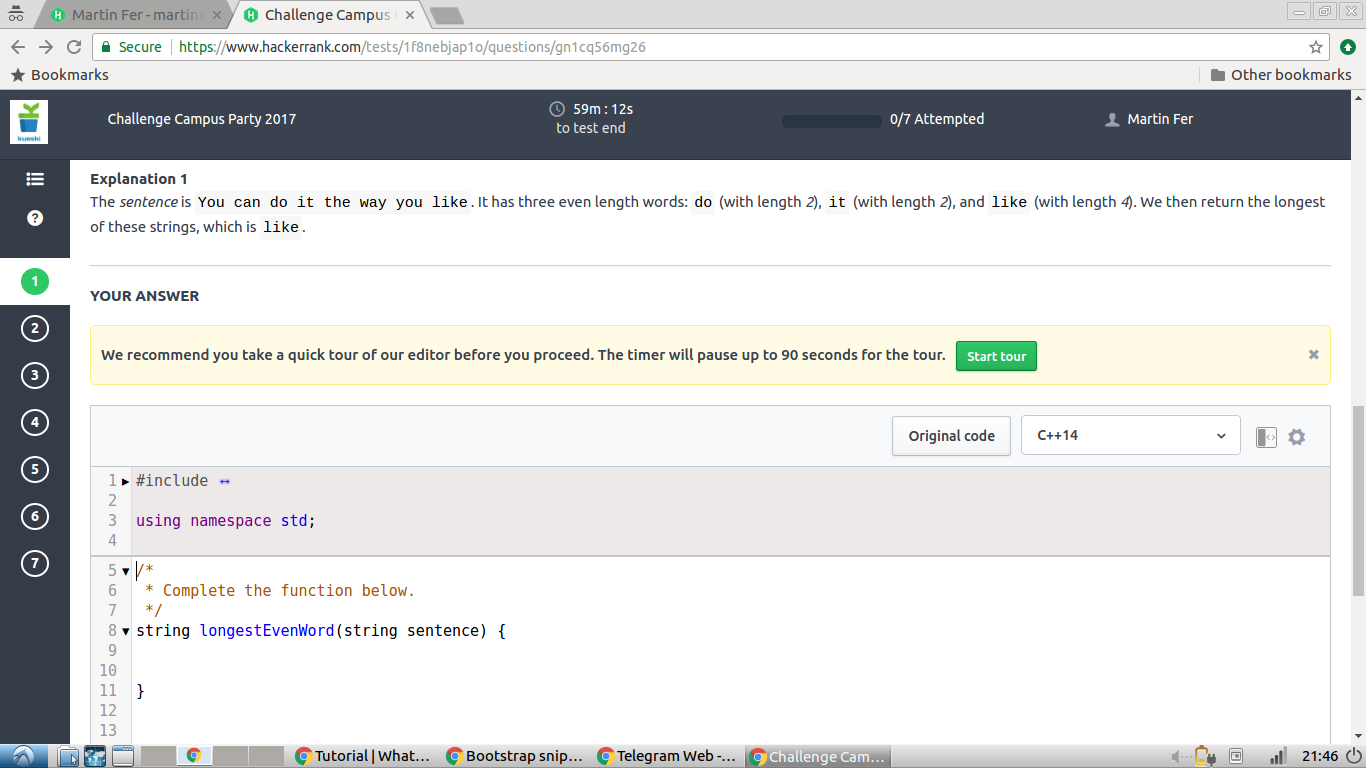 Martin Fer - martin
Challenge Campus
Secure https://www.hackerrank.com/tests/1f8nebjap1o/questions/gn1cq56mg26
Bookmarks Other bookmarks
kueski
Challenge Campus Party 2017
59m : 12s
to test end
0/7 Attempted
Martin Fer
Explanation 1
The sentence is You can do it the way you like. It has three even length words: do (with length 2), it (with length 2), and like (with length 4). We then return the longest
of these strings, which is like.
1
YOUR ANSWER
2
We recommend you take a quick tour of our editor before you proceed. The timer will pause up to 90 seconds for the tour. Start tour
3
4
5
6
7
Original code C++14
1 #include
2
3 using namespace std;
4
5 /*
6 * Complete the function below.
7 */
8 string longestEvenWord(string sentence) {
9
10
11 }
12
13
Tutorial | What... Bootstrap snip... Telegram Web -... Challenge Cam... 21:46